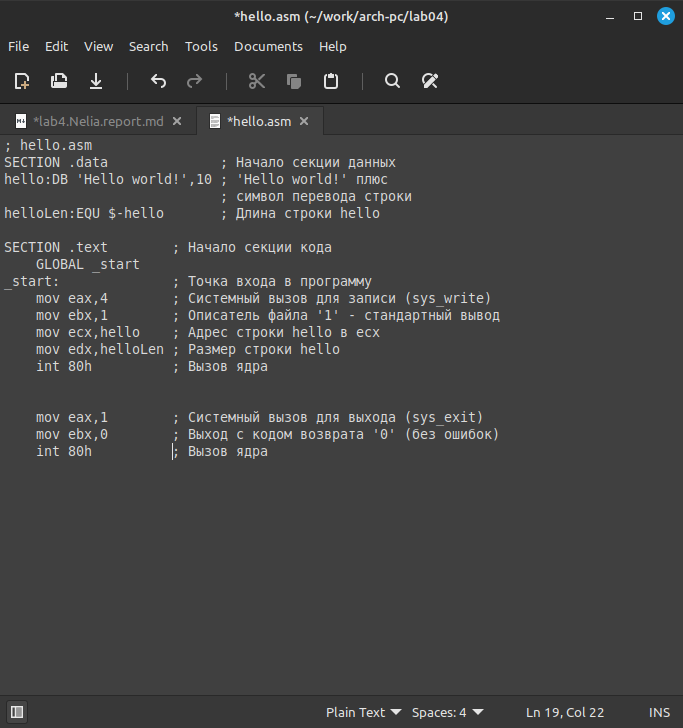 *hello.asm (~/work/arch-pc/lab04)
File Edit View Search Tools Documents Help
*lab4.Nelia.report.md *hello.asm
; hello.asm
SECTION .data ; Начало секции данных
hello:DB 'Hello world!',10 ; 'Hello world!' плюс
; символ перевода строки
helloLen:EQU $-hello ; Длина строки hello
SECTION .text ; Начало секции кода
GLOBAL _start
_start: ; Точка входа в программу
mov eax,4 ; Системный вызов для записи (sys_write)
mov ebx,1 ; Описатель файла '1' - стандартный вывод
mov ecx,hello ; Адрес строки hello в ecx
mov edx,helloLen ; Размер строки hello
int 80h ; Вызов ядра
mov eax,1 ; Системный вызов для выхода (sys_exit)
mov ebx,0 ; Выход с кодом возврата '0' (без ошибок)
int 80h ; Вызов ядра
Plain Text Spaces: 4 Ln 19, Col 22 INS